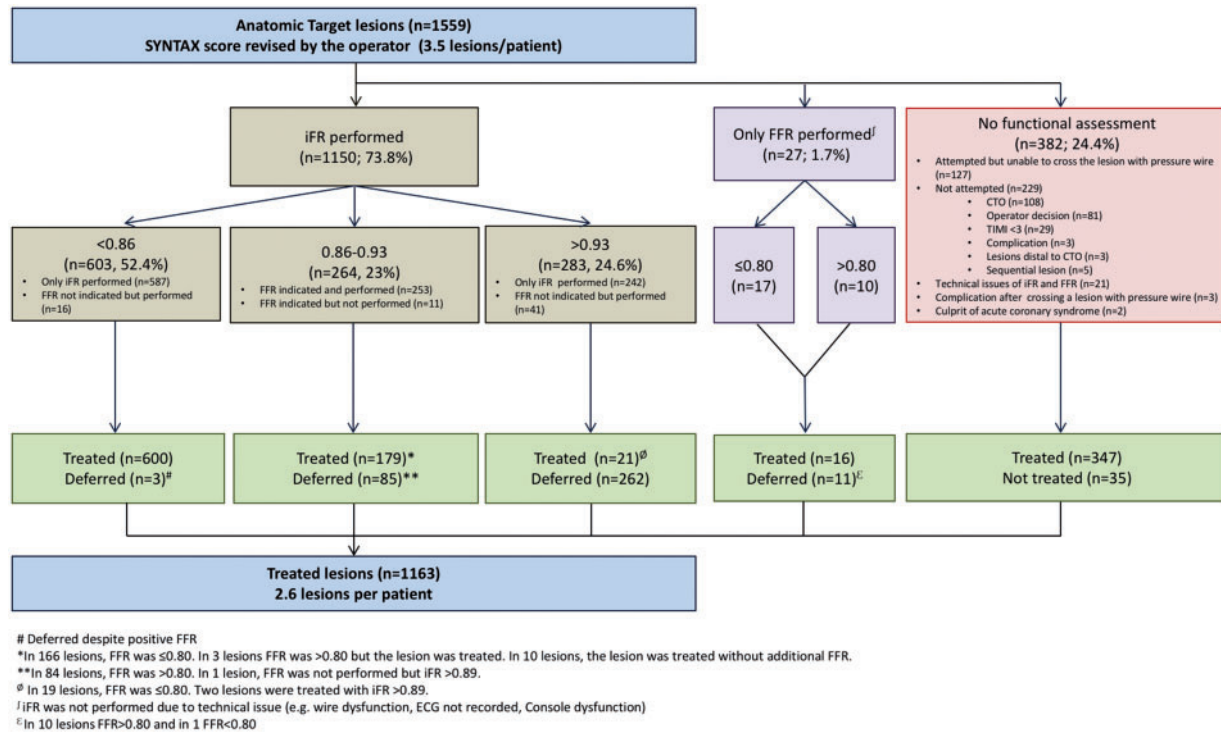 Anatomic Target lesions (n=1559)
SYNTAX score revised by the operator (3.5 lesions/patient)
iFR performed
(n=1150; 73.8%)
Only FFR performed∫
(n=27; 1.7%)
No functional assessment
(n=382; 24.4%)
• Attempted but unable to cross the lesion with pressure wire
(n=127)
• Not attempted (n=229)
• CTO (n=108)
• Operator decision (n=81)
• TIMI <3 (n=29)
• Complication (n=3)
• Lesions distal to CTO (n=3)
• Sequential lesion (n=5)
• Technical issues of iFR and FFR (n=21)
• Complication after crossing a lesion with pressure wire (n=3)
• Culprit of acute coronary syndrome (n=2)
<0.86
(n=603, 52.4%)
• Only iFR performed (n=587)
• FFR not indicated but performed
(n=16)
0.86-0.93
(n=264, 23%)
• FFR indicated and performed (n=253)
• FFR indicated but not performed (n=11)
>0.93
(n=283, 24.6%)
• Only iFR performed (n=242)
• FFR not indicated but performed
(n=41)
≤0.80
(n=17)
>0.80
(n=10)
Treated (n=600)
Deferred (n=3)#
Treated (n=179)*
Deferred (n=85)**
Treated (n=21)ø
Deferred (n=262)
Treated (n=16)
Deferred (n=11)ε
Treated (n=347)
Not treated (n=35)
Treated lesions (n=1163)
2.6 lesions per patient
# Deferred despite positive FFR
*In 166 lesions, FFR was ≤0.80. In 3 lesions FFR was >0.80 but the lesion was treated. In 10 lesions, the lesion was treated without additional FFR.
**In 84 lesions, FFR was >0.80. In 1 lesion, FFR was not performed but iFR >0.89.
ø In 19 lesions, FFR was ≤0.80. Two lesions were treated with iFR >0.89.
∫ iFR was not performed due to technical issue (e.g. wire dysfunction, ECG not recorded, Console dysfunction)
ε In 10 lesions FFR>0.80 and in 1 FFR<0.80